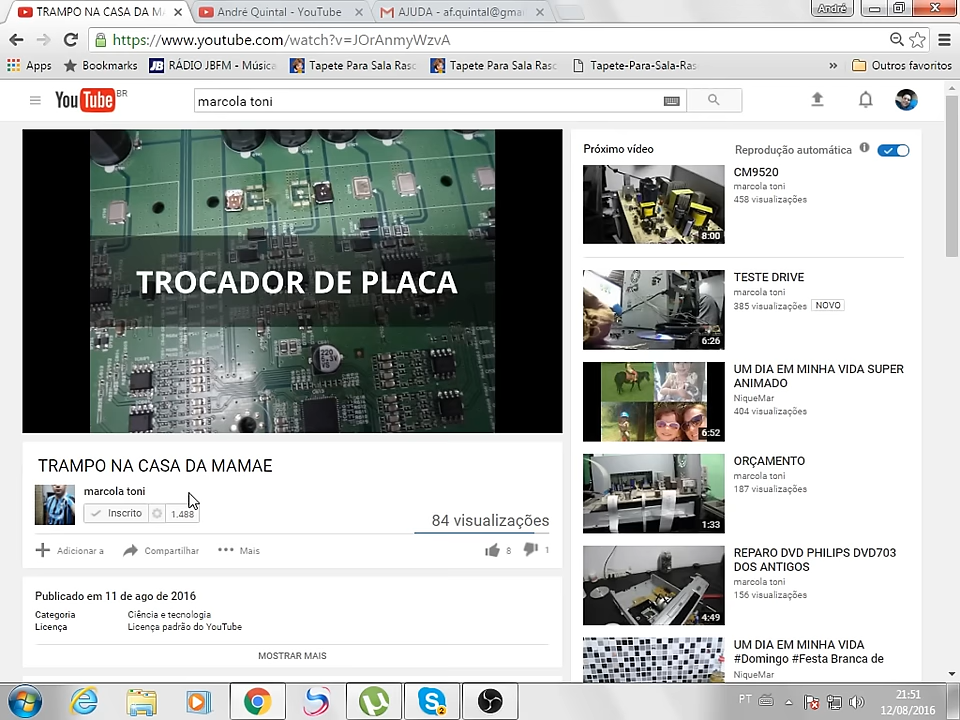 TRAMPO NA CASA DA MA
André Quintal - YouTube
AJUDA - af.quintal@gma
André
https://www.youtube.com/watch?v=JOrAnmyWzvA
Apps
Bookmarks
RÁDIO JBFM - Música
Tapete Para Sala Rasc
Tapete Para Sala Rasc
Tapete-Para-Sala-Ras
»
Outros favoritos
YouTube BR
marcola toni
TROCADOR DE PLACA
220
6.3V
VS
TRAMPO NA CASA DA MAMAE
marcola toni
Inscrito
1.488
84 visualizações
Adicionar a
Compartilhar
Mais
8
1
Publicado em 11 de ago de 2016
Categoria Ciência e tecnologia
Licença Licença padrão do YouTube
MOSTRAR MAIS
Próximo vídeo
Reprodução automática
CM9520
marcola toni
458 visualizações
8:00
TESTE DRIVE
marcola toni
385 visualizações NOVO
6:26
UM DIA EM MINHA VIDA SUPER
ANIMADO
NiqueMar
404 visualizações
6:52
ORÇAMENTO
marcola toni
187 visualizações
1:33
REPARO DVD PHILIPS DVD703
DOS ANTIGOS
marcola toni
156 visualizações
4:49
UM DIA EM MINHA VIDA
#Domingo #Festa Branca de
NiqueMar
PT
21:51
12/08/2016